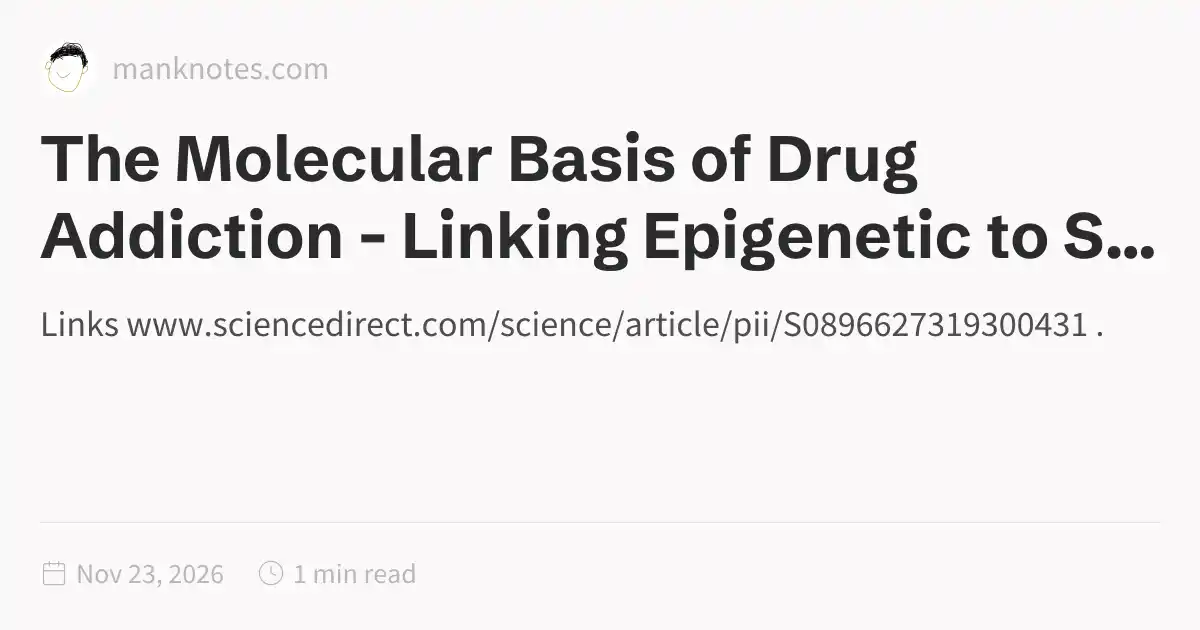 manknotes.com
The Molecular Basis of Drug
Addiction - Linking Epigenetic to S...
Links www.sciencedirect.com/science/article/pii/S0896627319300431 .
Nov 23, 2026 1 min read